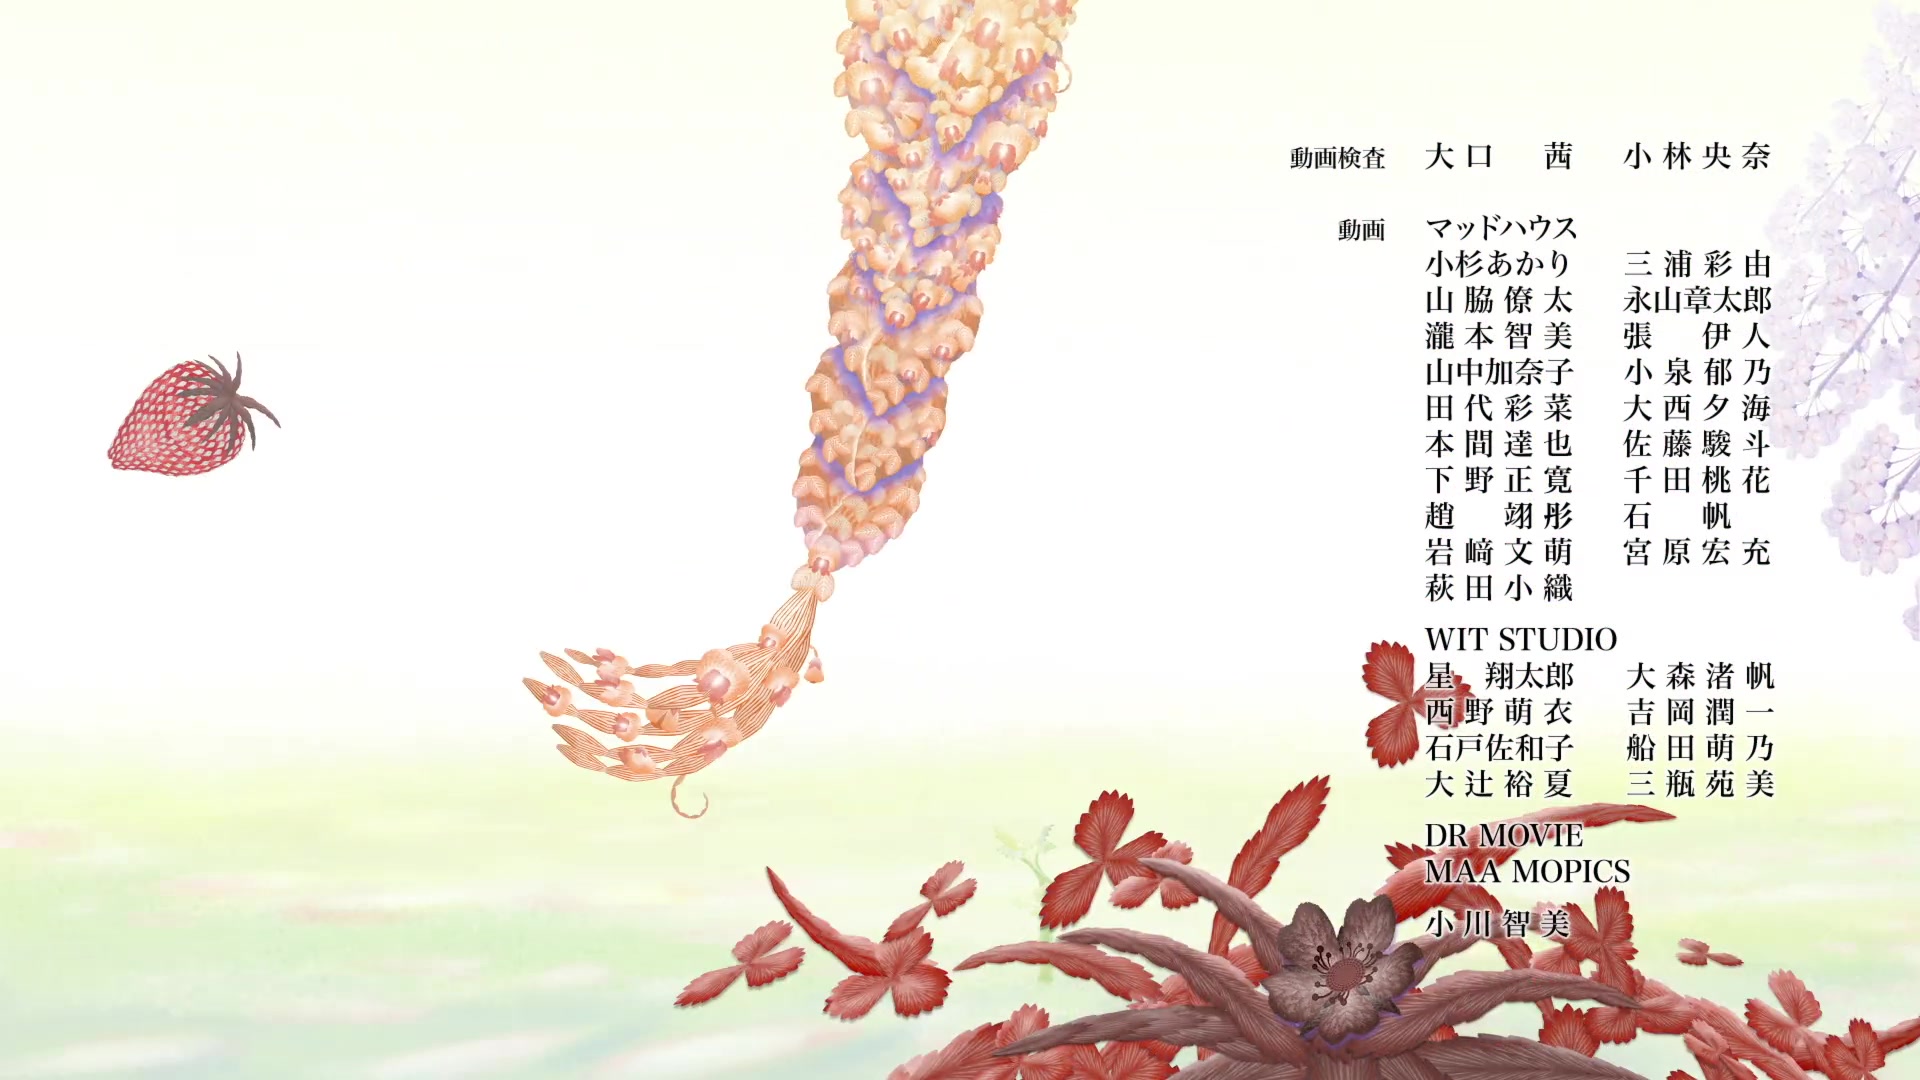 動画検査 大口 茜 小林央奈
動画 マッドハウス
小杉あかり 三浦彩由
山脇僚太 永山章太郎
瀧本智美 張 伊人
山中加奈子 小泉郁乃
田代彩菜 大西夕海
本間達也 佐藤駿斗
下野正寛 千田桃花
趙 翊彤 石 帆
岩﨑文萌 宮原宏充
萩田小織
WIT STUDIO
星 翔太郎 大森渚帆
西野萌衣 吉岡潤一
石戸佐和子 船田萌乃
大辻裕夏 三瓶苑美
DR MOVIE
MAA MOPICS
小川智美